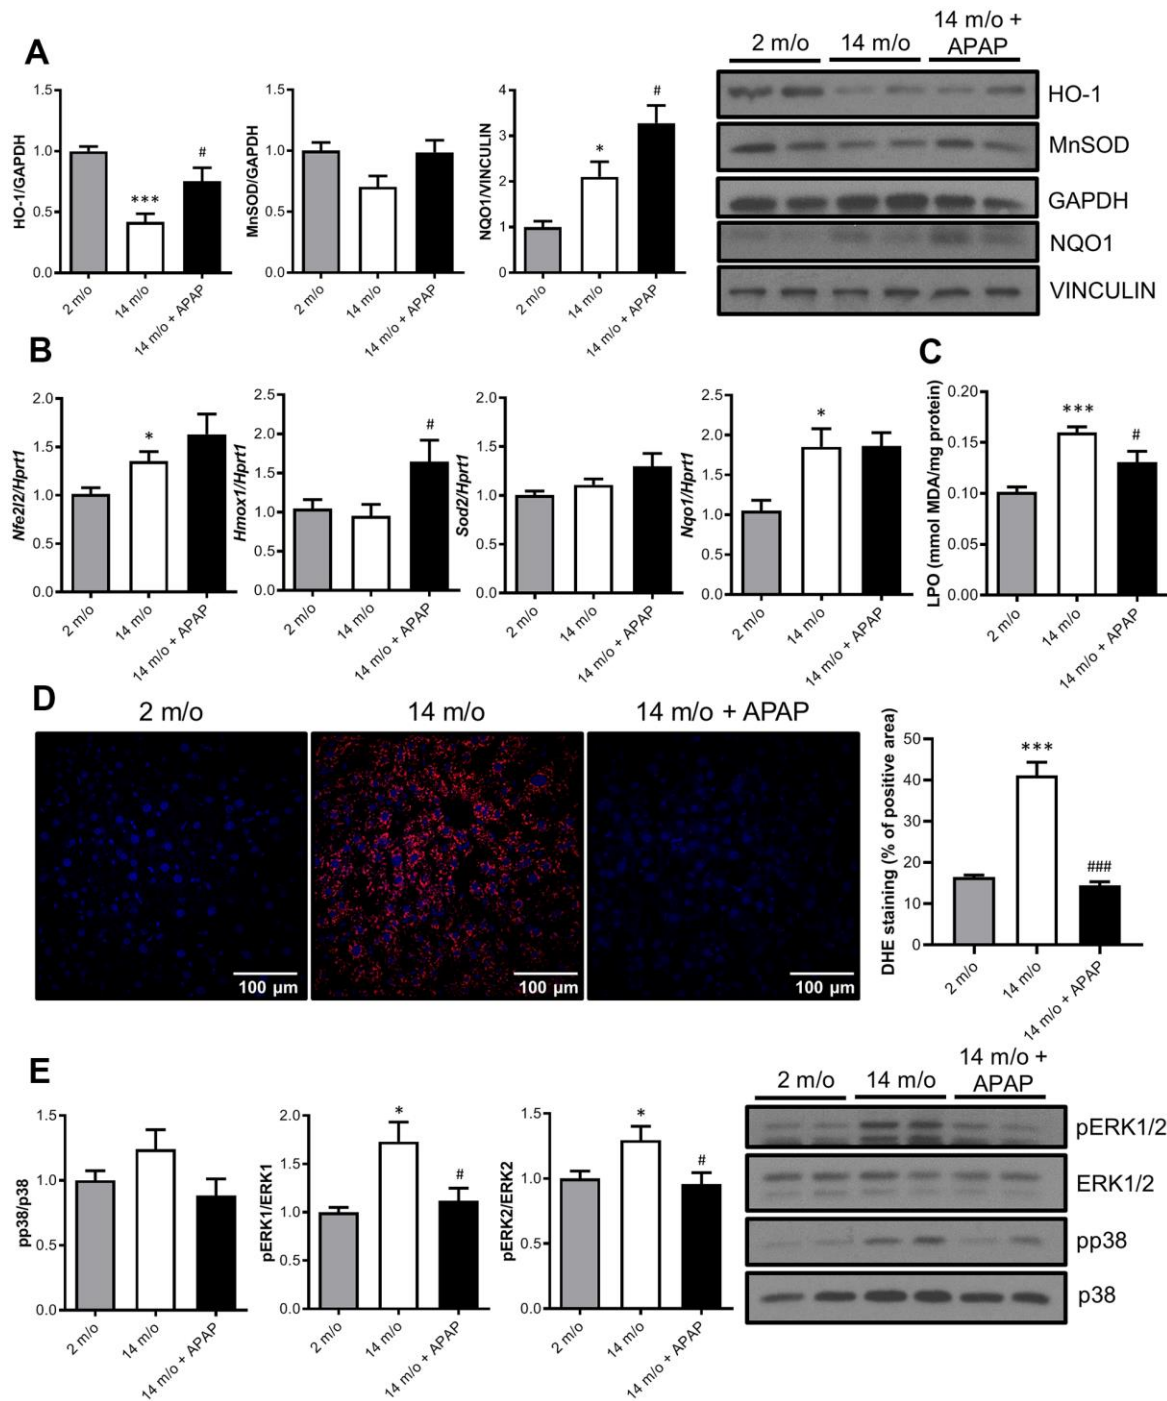 A
HO-1/GAPDH
1.5
1.0
0.5
0.0
***
#
2 m/o
14 m/o
14 m/o + APAP
MnSOD/GAPDH
1.5
1.0
0.5
0.0
2 m/o
14 m/o
14 m/o + APAP
NQO1/VINCULIN
4
3
2
1
0
*
#
2 m/o
14 m/o
14 m/o + APAP
2 m/o
14 m/o
14 m/o +
APAP
HO-1
MnSOD
GAPDH
NQO1
VINCULIN
B
Nfe2l2/Hprt1
2.0
1.5
1.0
0.5
0.0
*
2 m/o
14 m/o
14 m/o + APAP
Hmox1/Hprt1
2.5
2.0
1.5
1.0
0.5
0.0
#
2 m/o
14 m/o
14 m/o + APAP
Sod2/Hprt1
2.0
1.5
1.0
0.5
0.0
2 m/o
14 m/o
14 m/o + APAP
Nqo1/Hprt1
2.5
2.0
1.5
1.0
0.5
0.0
*
2 m/o
14 m/o
14 m/o + APAP
C
LPO (mmol MDA/mg protein)
0.20
0.15
0.10
0.05
0.00
***
#
2 m/o
14 m/o
14 m/o + APAP
D
2 m/o
14 m/o
14 m/o + APAP
100 µm
100 µm
100 µm
DHE staining (% of positive area)
50
40
30
20
10
0
***
###
2 m/o
14 m/o
14 m/o + APAP
E
pp38/p38
1.5
1.0
0.5
0.0
2 m/o
14 m/o
14 m/o + APAP
pERK1/ERK1
2.0
1.5
1.0
0.5
0.0
*
#
2 m/o
14 m/o
14 m/o + APAP
pERK2/ERK2
1.5
1.0
0.5
0.0
*
#
2 m/o
14 m/o
14 m/o + APAP
2 m/o
14 m/o
14 m/o +
APAP
pERK1/2
ERK1/2
pp38
p38